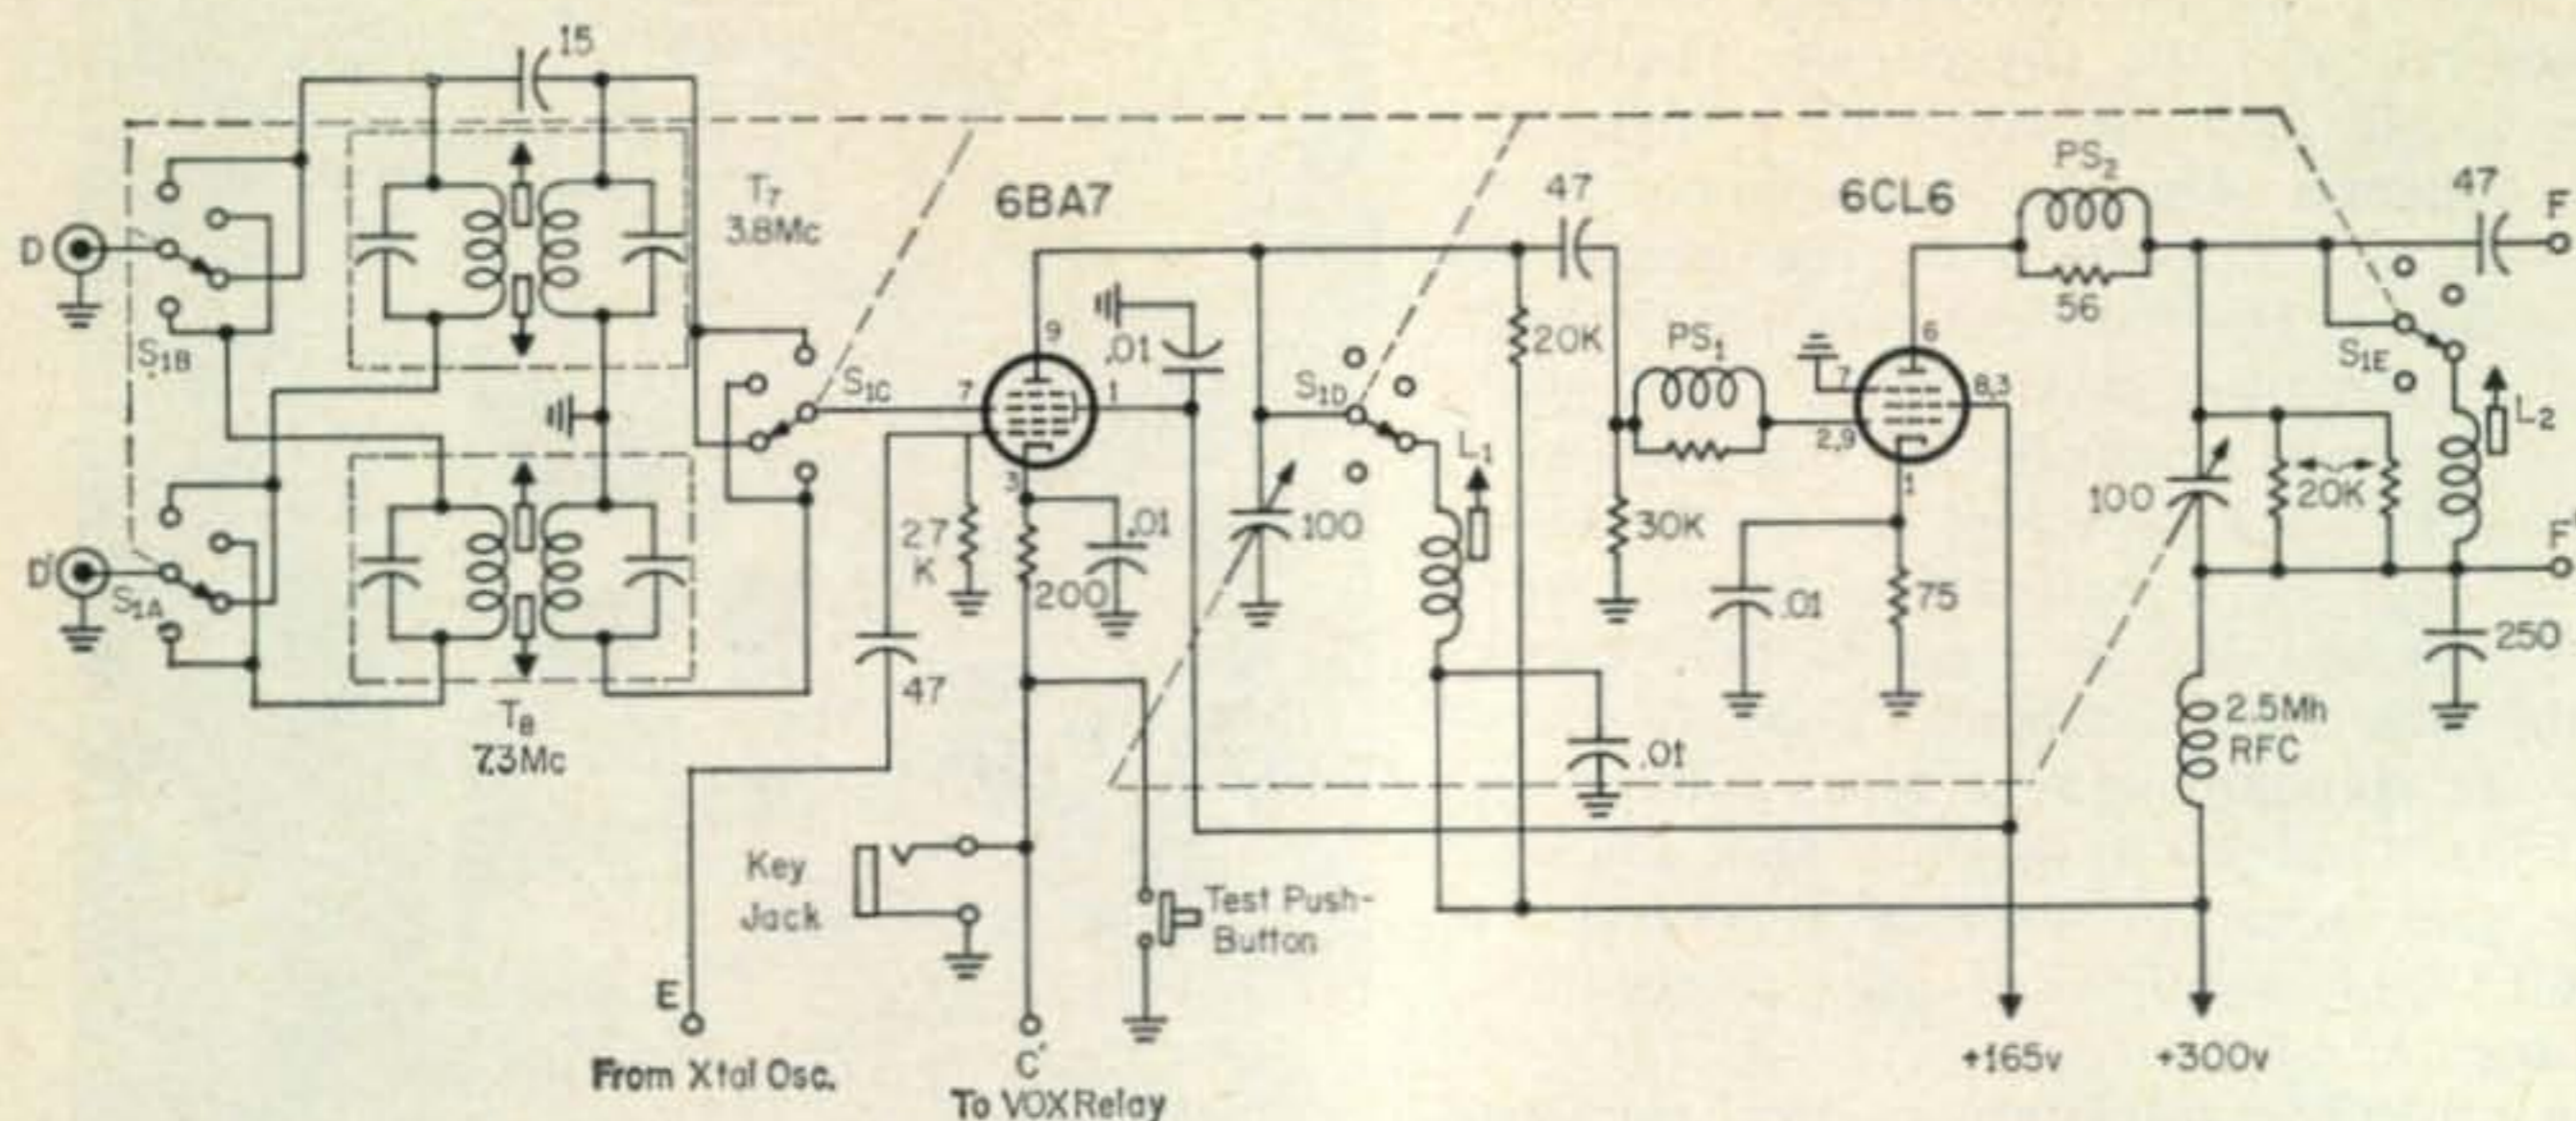 15
T7
3.8Mc
6BA7
47
6CL6
PS2
47
F
D
S1B
S1C
7
9
.01
1
S1D
20K
PS1
7
6
8,3
56
S1E
L2
2,9
L1
3
27
K
.01
200
100
30K
1
100
20K
F
D'
S1A
.01
75
250
T8
7.3Mc
47
.01
2.5Mh
RFC
Key
Jack
Test Push-
Button
E
C'
From Xtal Osc.
To VOX Relay
+165v
+300v